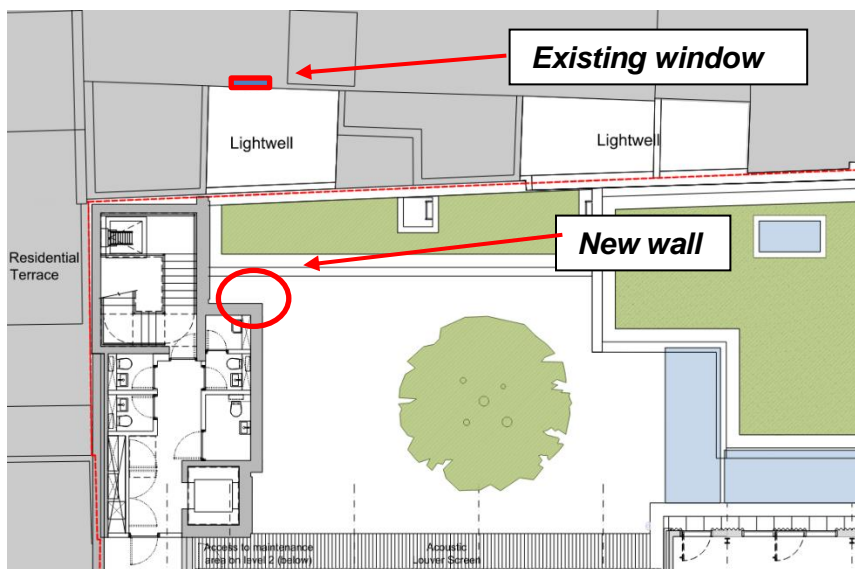 Existing window
Lightwell
Lightwell
New wall
Residential
Terrace
Access to maintenance
area on level 2 (below)
Acoustic
Louver Screen